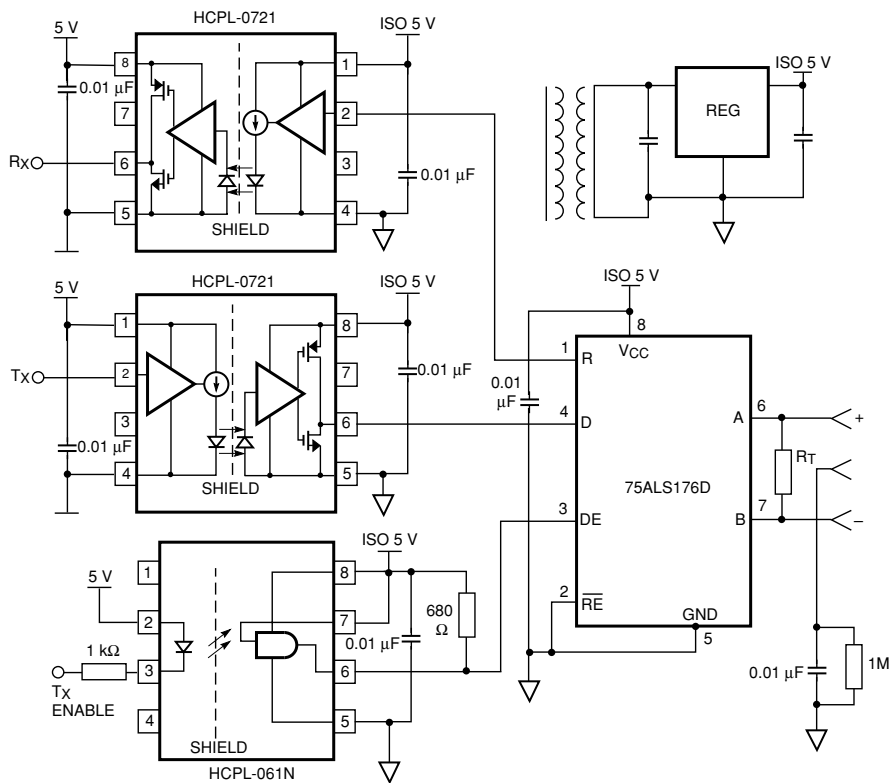 HCPL-0721
5 V
ISO 5 V
8
0.01 µF
7
RX
6
5
1
2
3
4
0.01 µF
SHIELD
ISO 5 V
REG
HCPL-0721
5 V
ISO 5 V
1
TX
2
3
0.01 µF
4
8
7
0.01 µF
6
5
SHIELD
ISO 5 V
8
VCC
0.01
µF
1
R
4
D
3
DE
2
RE
75ALS176D
A
6
B
7
GND
5
RT
+
–
0.01 µF
1M
ISO 5 V
5 V
1
2
1 kΩ
3
TX
ENABLE
4
8
7
0.01 µF
680
Ω
6
5
SHIELD
HCPL-061N